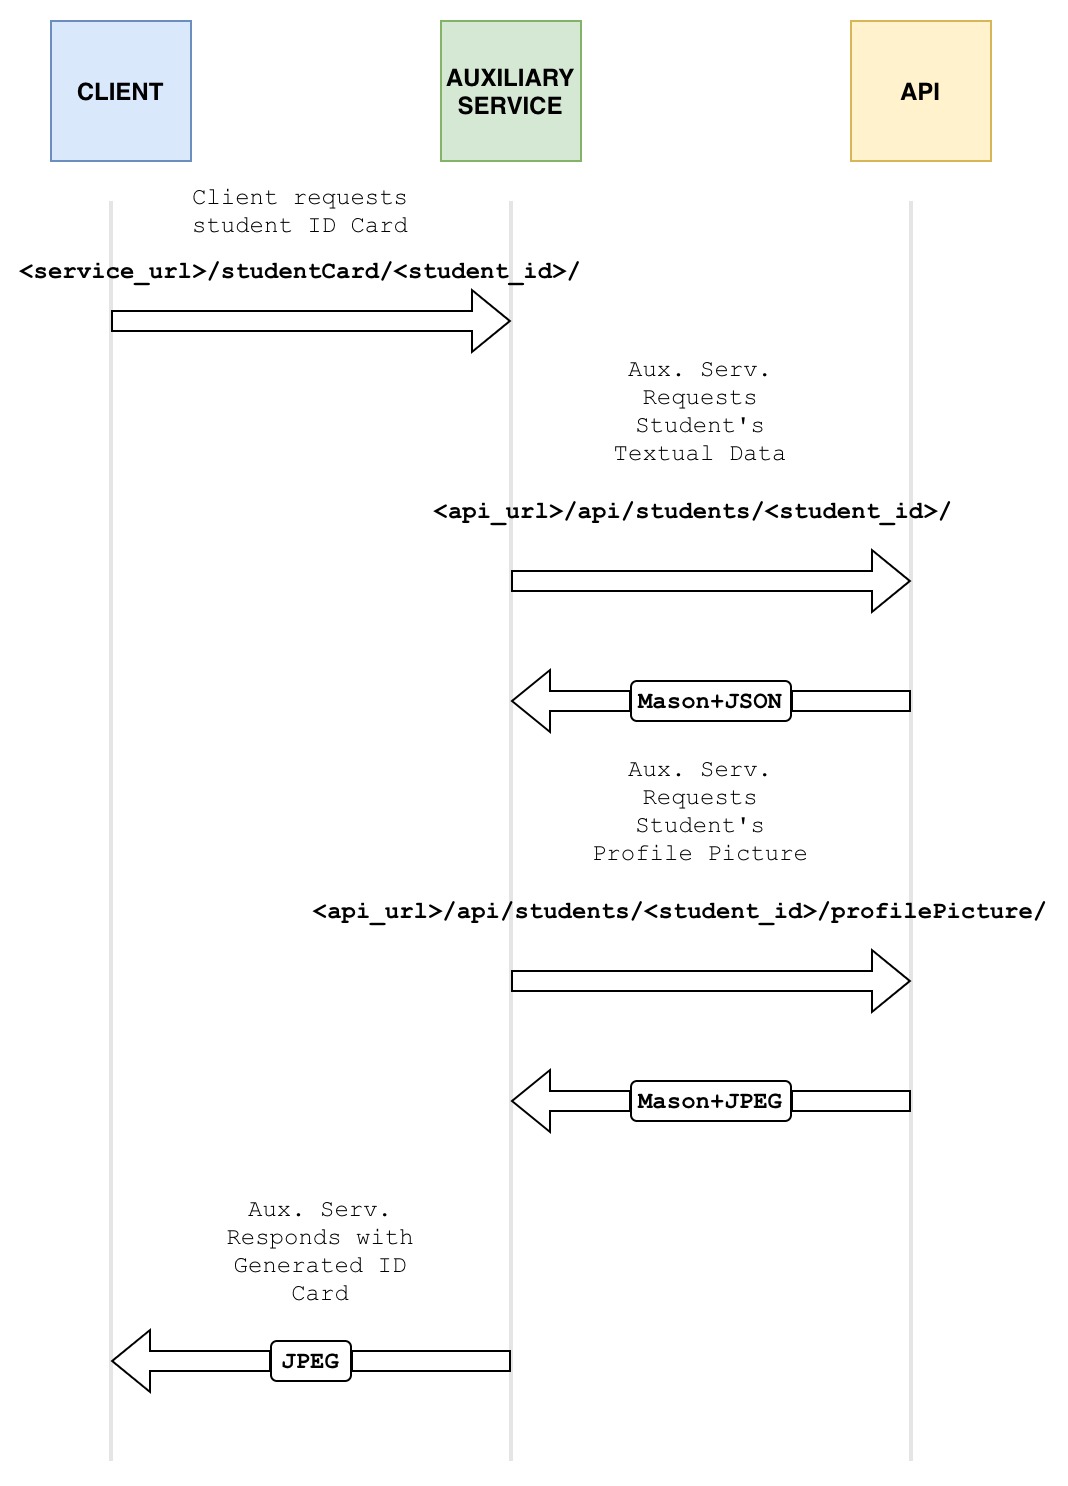 CLIENT
AUXILIARY
SERVICE
API
Client requests
student ID Card
<service_url>/studentCard/<student_id>/
Aux. Serv.
Requests
Student's
Textual Data
<api_url>/api/students/<student_id>/
Mason+JSON
Aux. Serv.
Requests
Student's
Profile Picture
<api_url>/api/students/<student_id>/profilePicture/
Mason+JPEG
Aux. Serv.
Responds with
Generated ID
Card
JPEG